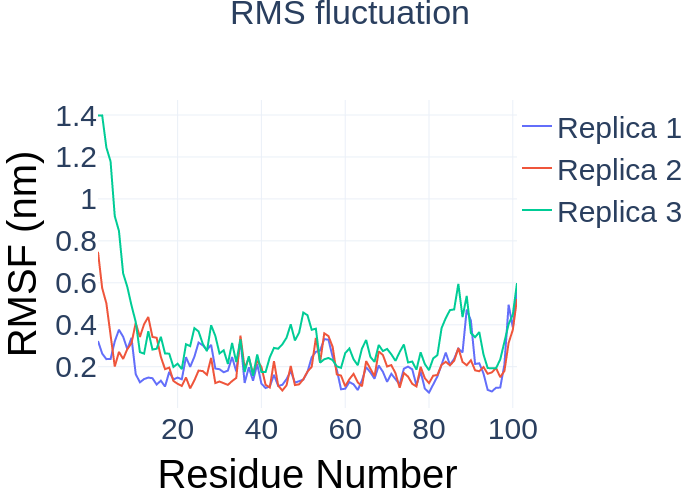 RMS fluctuation
RMSF (nm)
1.4
1.2
1
0.8
0.6
0.4
0.2
20 40 60 80 100
Residue Number
Replica 1
Replica 2
Replica 3